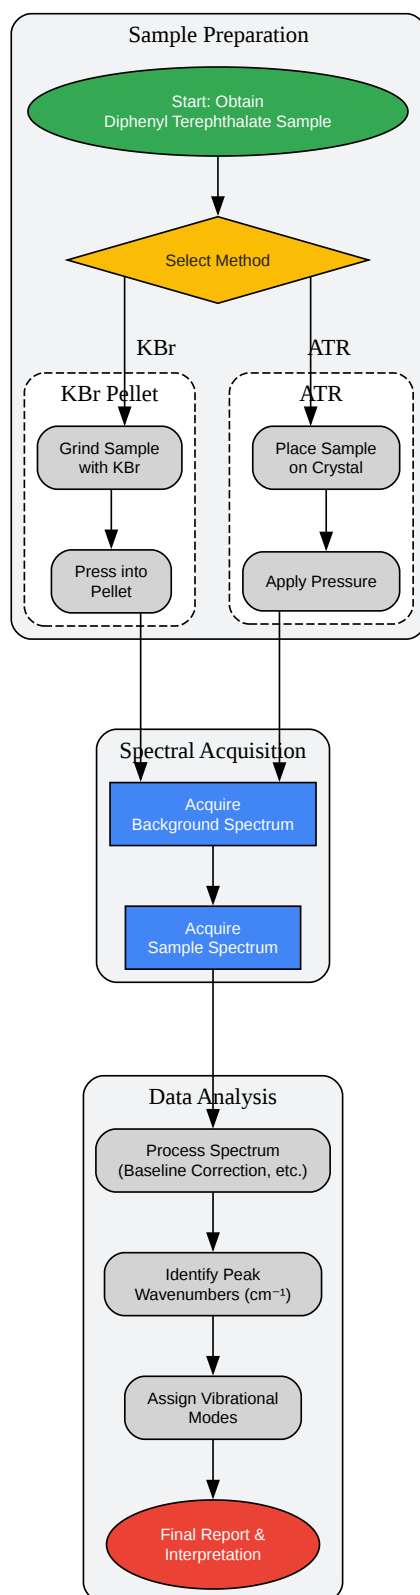 Sample Preparation
Start: Obtain
Diphenyl Terephthalate Sample
Select Method
KBr
ATR
KBr Pellet
Grind Sample
with KBr
Press into
Pellet
ATR
Place Sample
on Crystal
Apply Pressure
Spectral Acquisition
Acquire
Background Spectrum
Acquire
Sample Spectrum
Data Analysis
Process Spectrum
(Baseline Correction, etc.)
Identify Peak
Wavenumbers (cm⁻¹)
Assign Vibrational
Modes
Final Report &
Interpretation